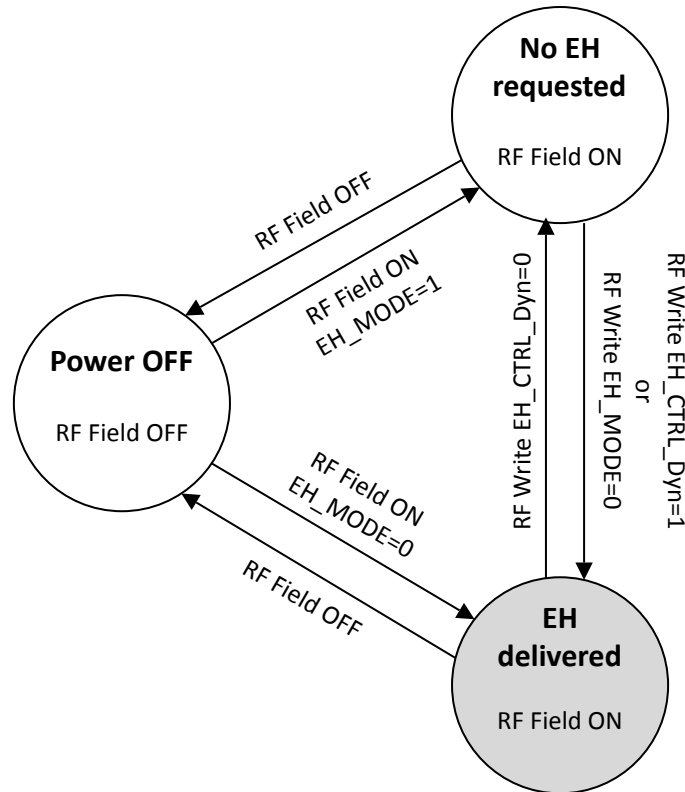 No EH
requested
RF Field ON
RF Field OFF
RF Field ON
EH_MODE=1
RF Write EH_CTRL_Dyn=0
RF Write EH_CTRL_Dyn=1
or
RF Write EH_MODE=0
Power OFF
RF Field OFF
RF Field ON
EH_MODE=0
RF Field OFF
EH
delivered
RF Field ON